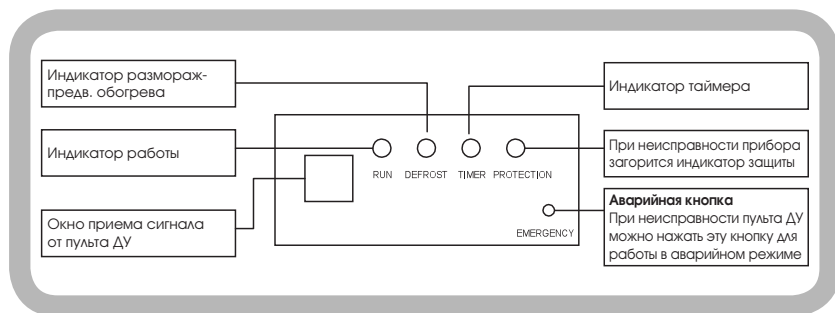 Индикатор размораж-
предв. обогрева
Индикатор работы
Окно приема сигнала
от пульта ДУ
RUN DEFROST TIMER PROTECTION
EMERGENCY
Индикатор таймера
При неисправности прибора
загорится индикатор защиты
Аварийная кнопка
При неисправности пульта ДУ
можно нажать эту кнопку для
работы в аварийном режиме